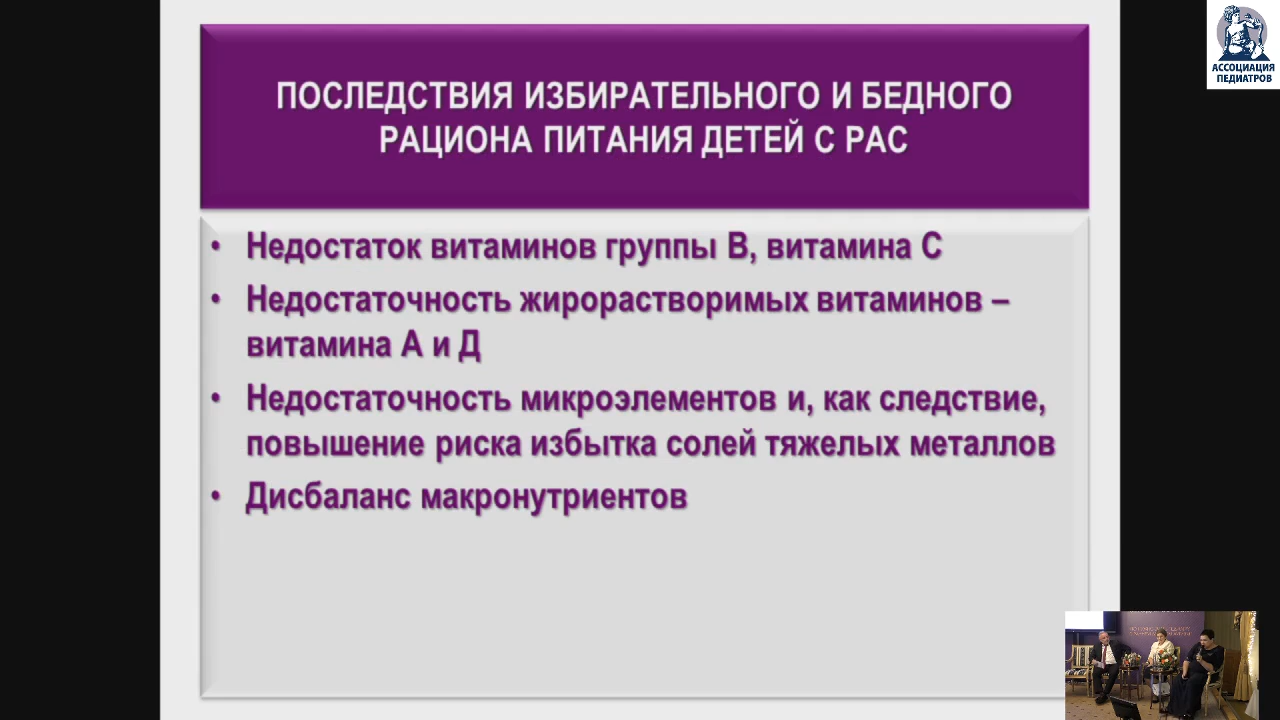 ПОСЛЕДСТВИЯ ИЗБИРАТЕЛЬНОГО И БЕДНОГО
РАЦИОНА ПИТАНИЯ ДЕТЕЙ С РАС
• Недостаток витаминов группы В, витамина С
• Недостаточность жирорастворимых витаминов –
витамина А и Д
• Недостаточность микроэлементов и, как следствие,
повышение риска избытка солей тяжелых металлов
• Дисбаланс макронутриентов
АССОЦИАЦИЯ
ПЕДИАТРОВ